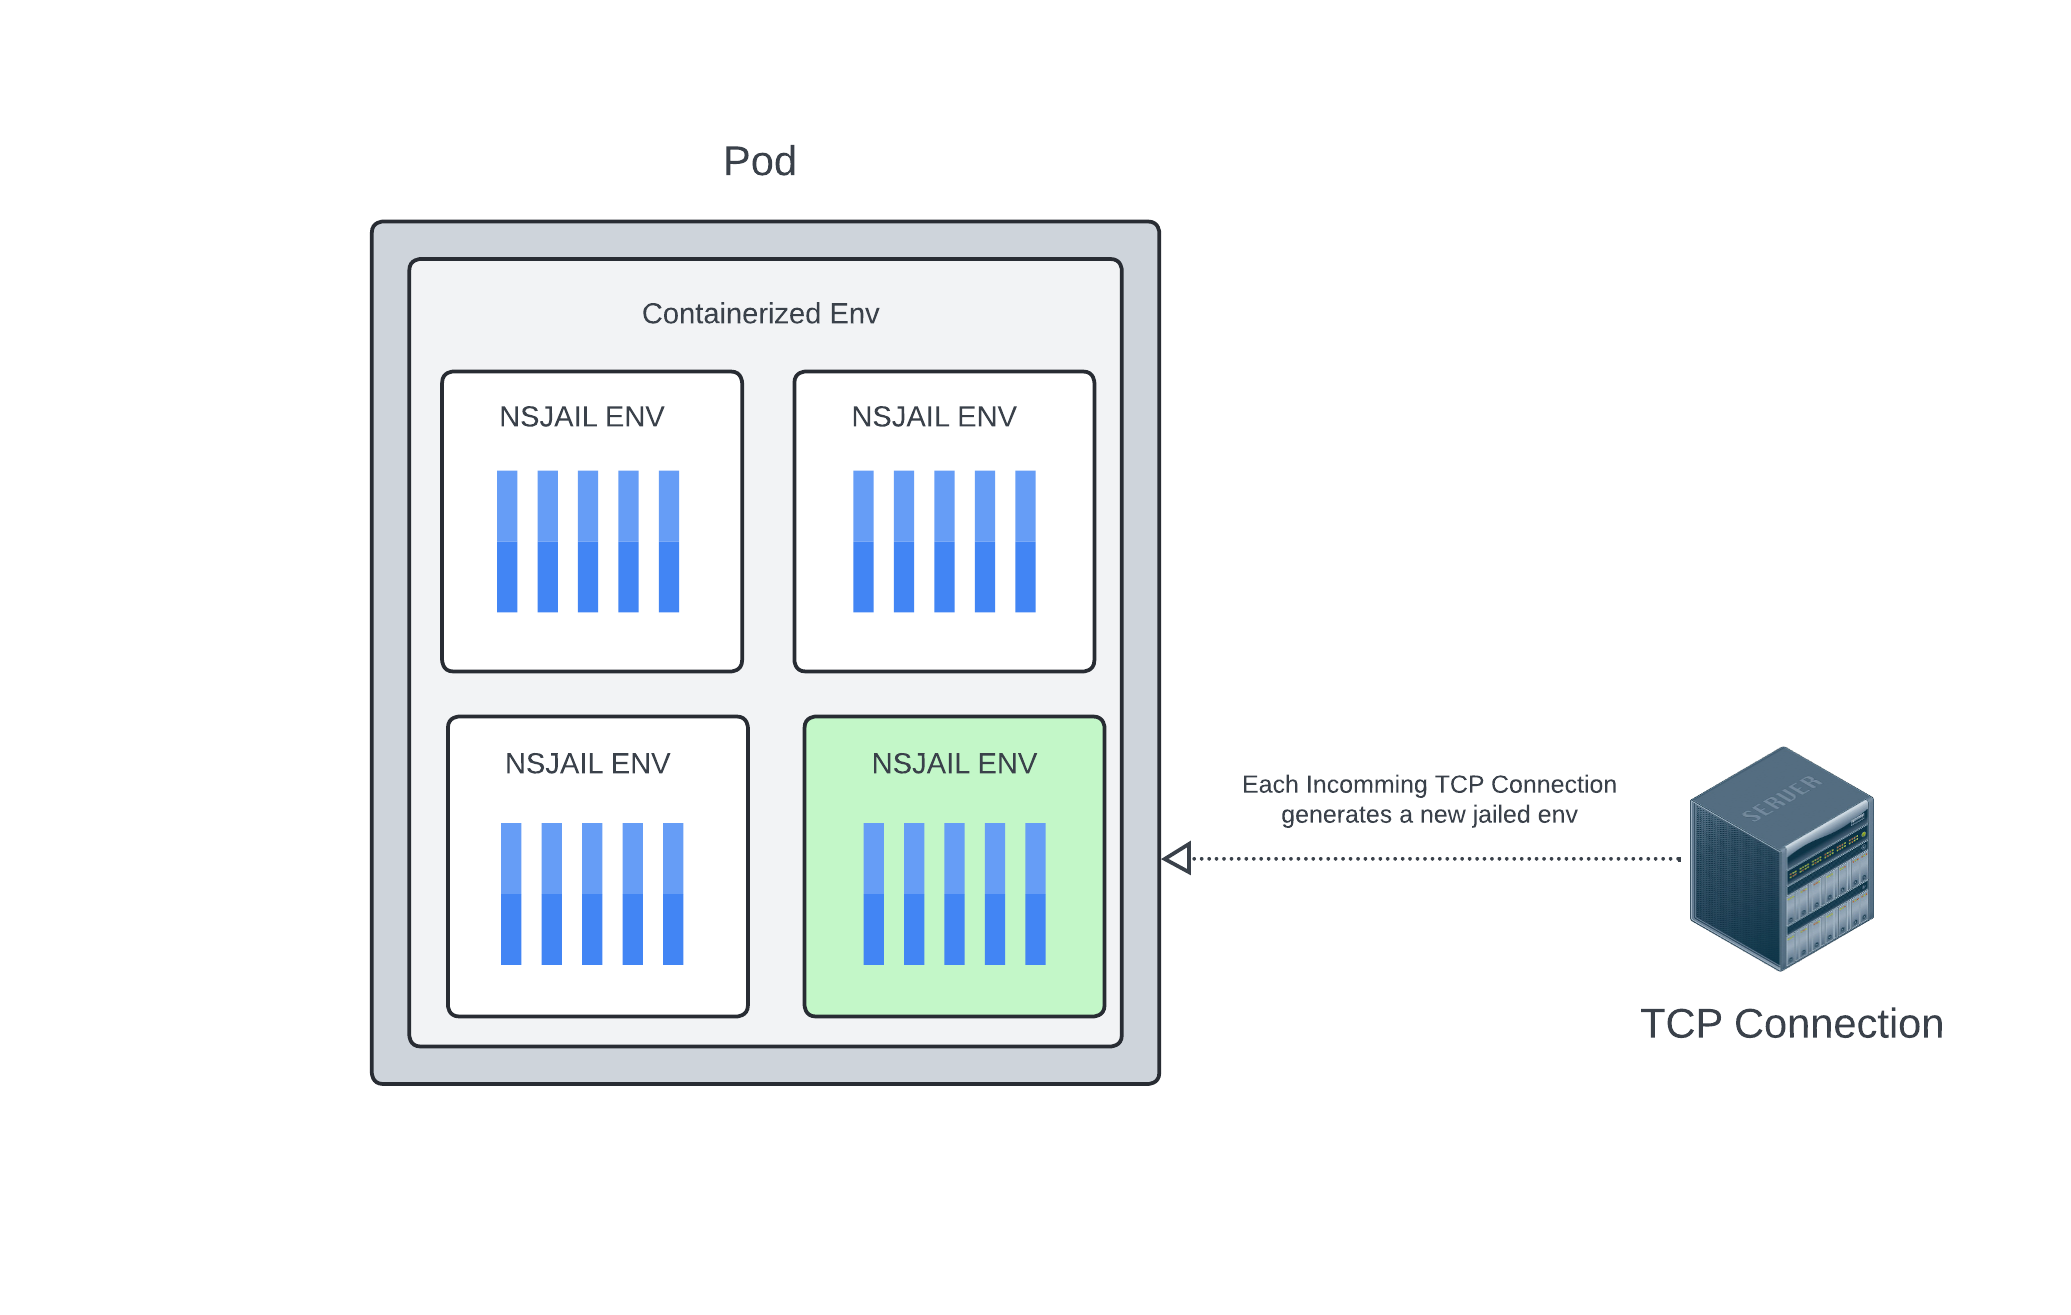 Pod
Containerized Env
NSJAIL ENV
NSJAIL ENV
NSJAIL ENV
NSJAIL ENV
Each Incomming TCP Connection
generates a new jailed env
SERVER
TCP Connection